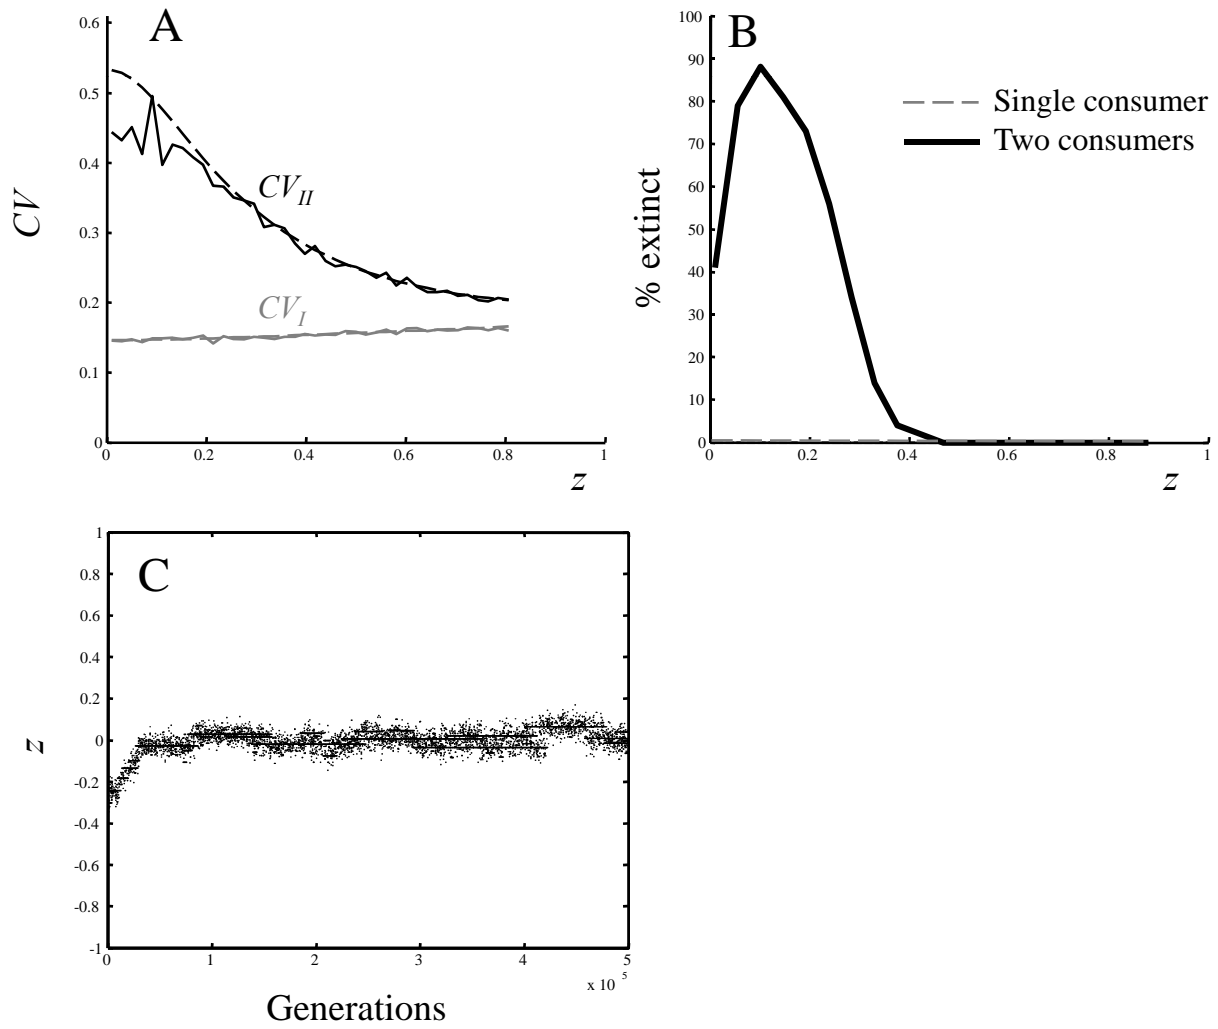 A
0.6
0.5
0.4
0.3
0.2
0.1
0
CV
CV_II
CV_I
0 0.2 0.4 0.6 0.8 1
z
B
100
90
80
70
60
50
40
30
20
10
0
% extinct
Single consumer
Two consumers
0 0.2 0.4 0.6 0.8 1
z
C
1
0.8
0.6
0.4
0.2
0
-0.2
-0.4
-0.6
-0.8
-1
z
0 1 2 3 4 5
x 10^5
Generations